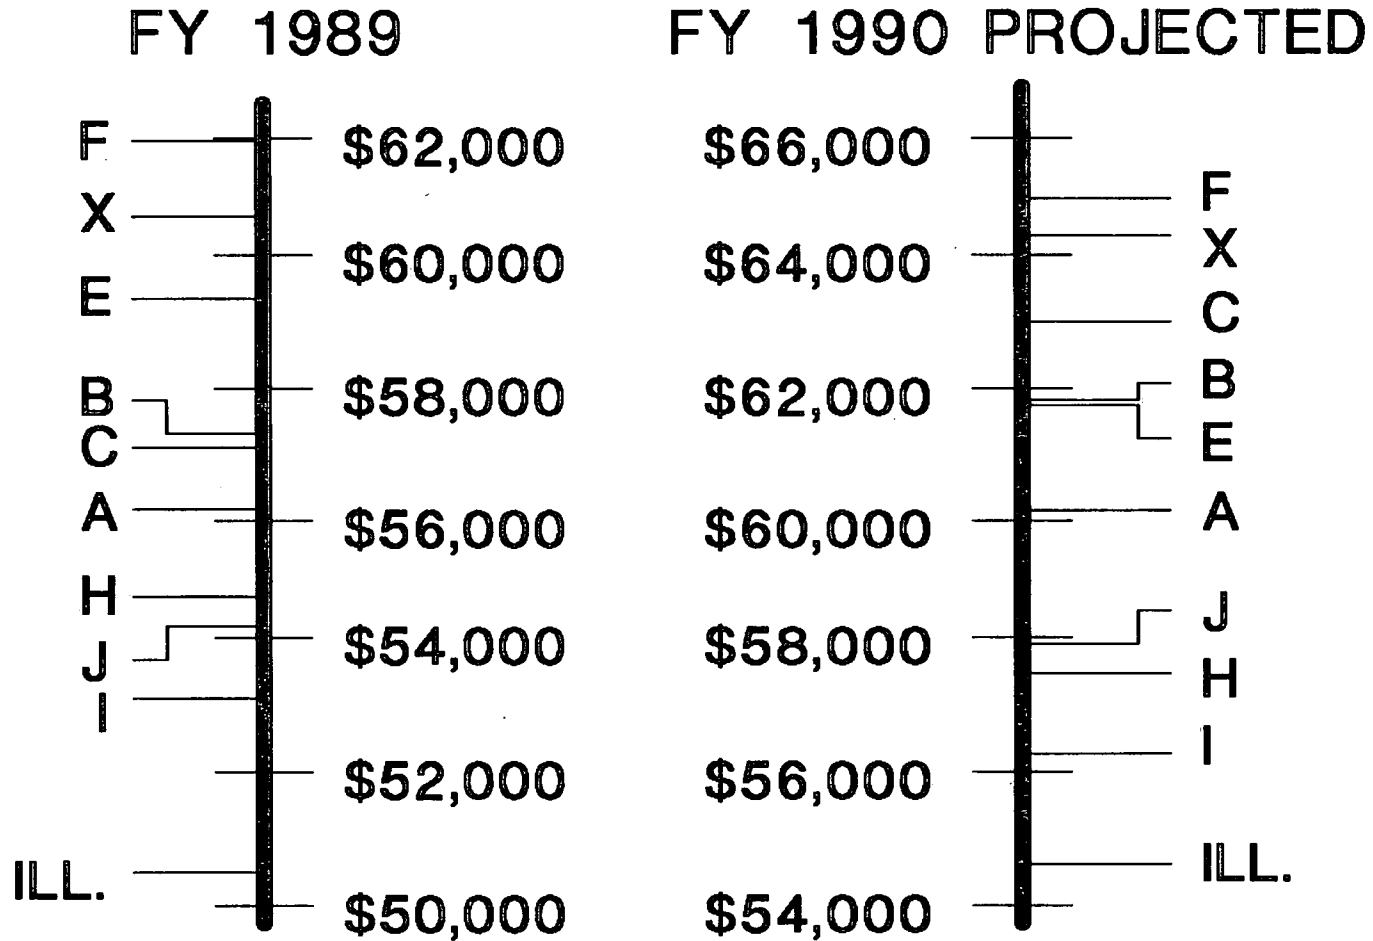 FY 1989
FY 1990 PROJECTED
F
X
E
B
C
A
H
J
I
ILL.
$62,000
$60,000
$58,000
$56,000
$54,000
$52,000
$50,000
$66,000
$64,000
$62,000
$60,000
$58,000
$56,000
$54,000
F
X
C
B
E
A
J
H
I
ILL.